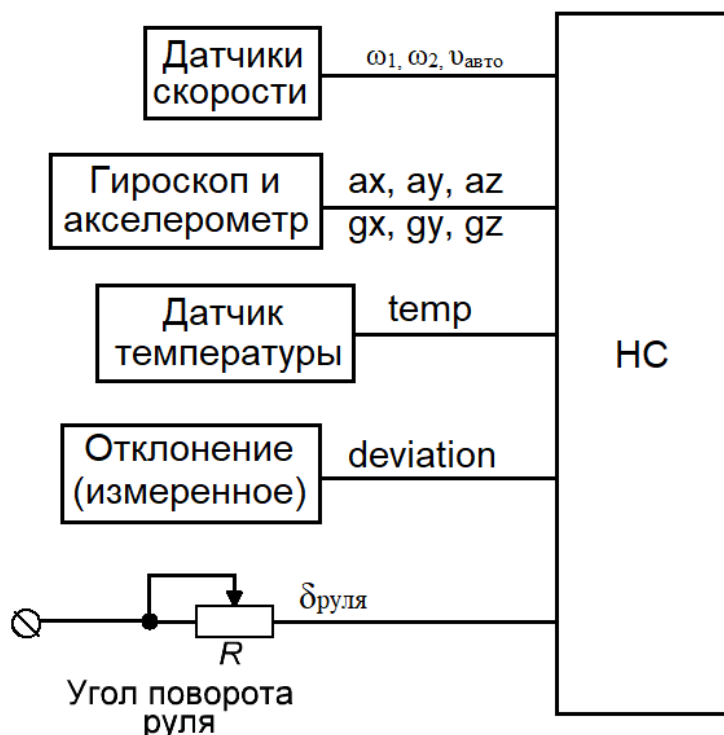 Датчики
скорости
ω1, ω2, υавто
Гироскоп и
акселерометр
ax, ay, az
gx, gy, gz
Датчик
температуры
temp
НС
Отклонение
(измеренное)
deviation
δруля
R
Угол поворота
руля